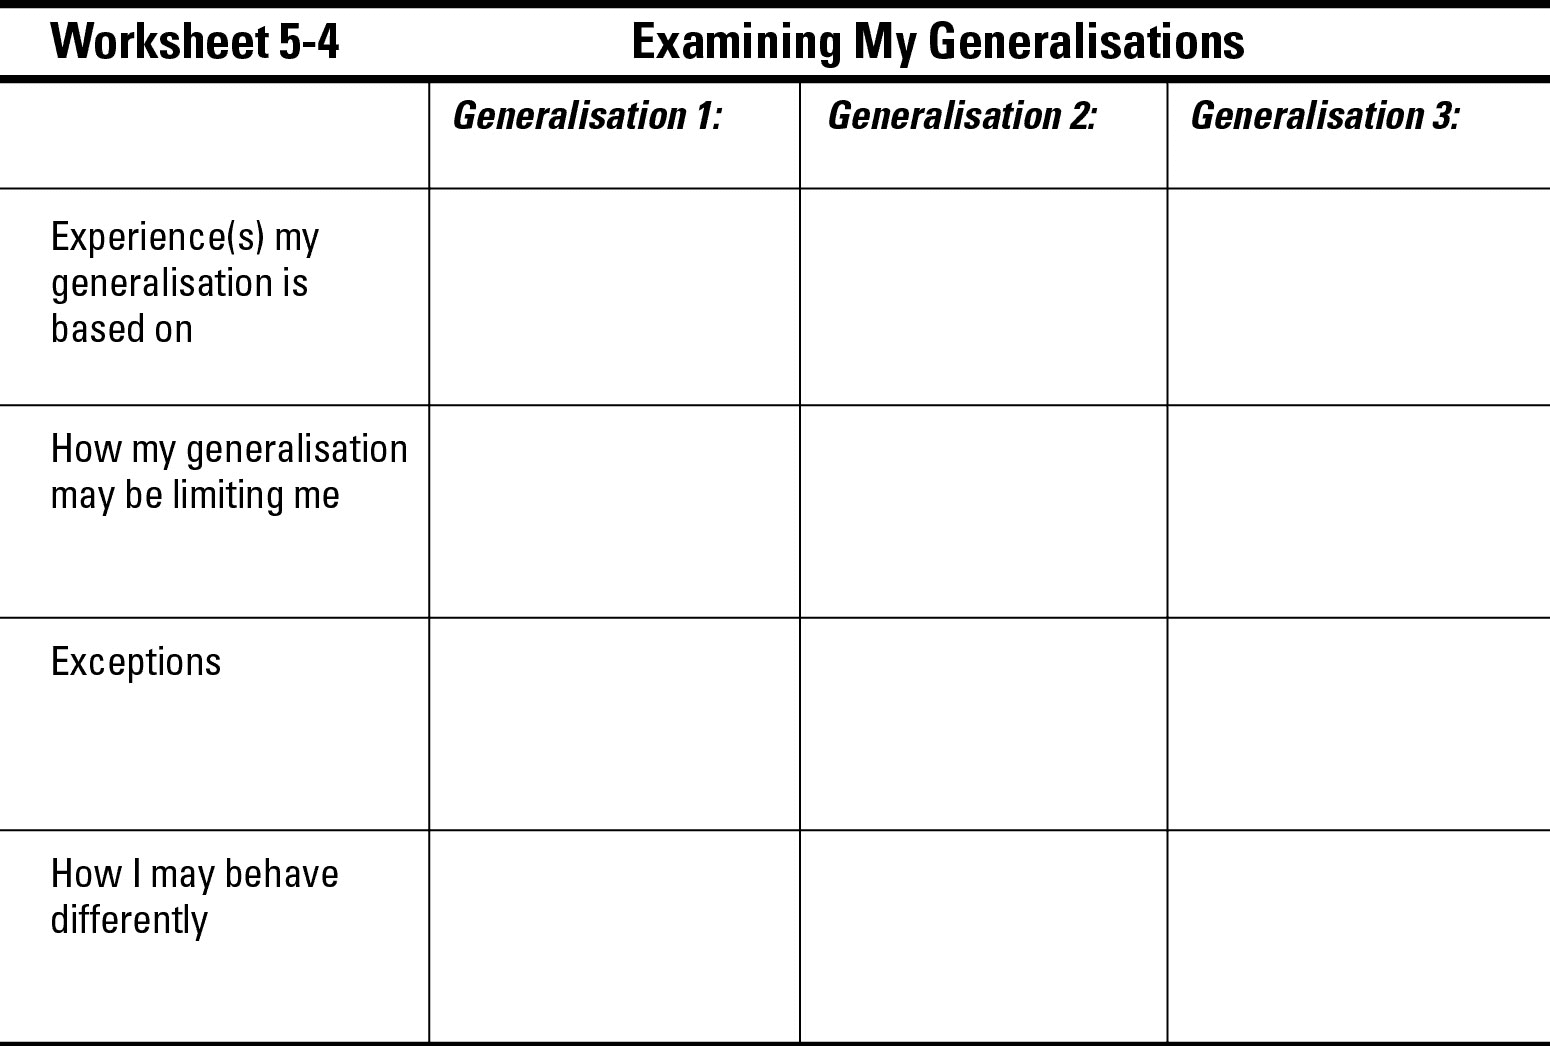 Worksheet 5-4 Examining My Generalisations
Generalisation 1: Generalisation 2: Generalisation 3:
Experience(s) my
generalisation is
based on
How my generalisation
may be limiting me
Exceptions
How I may behave
differently